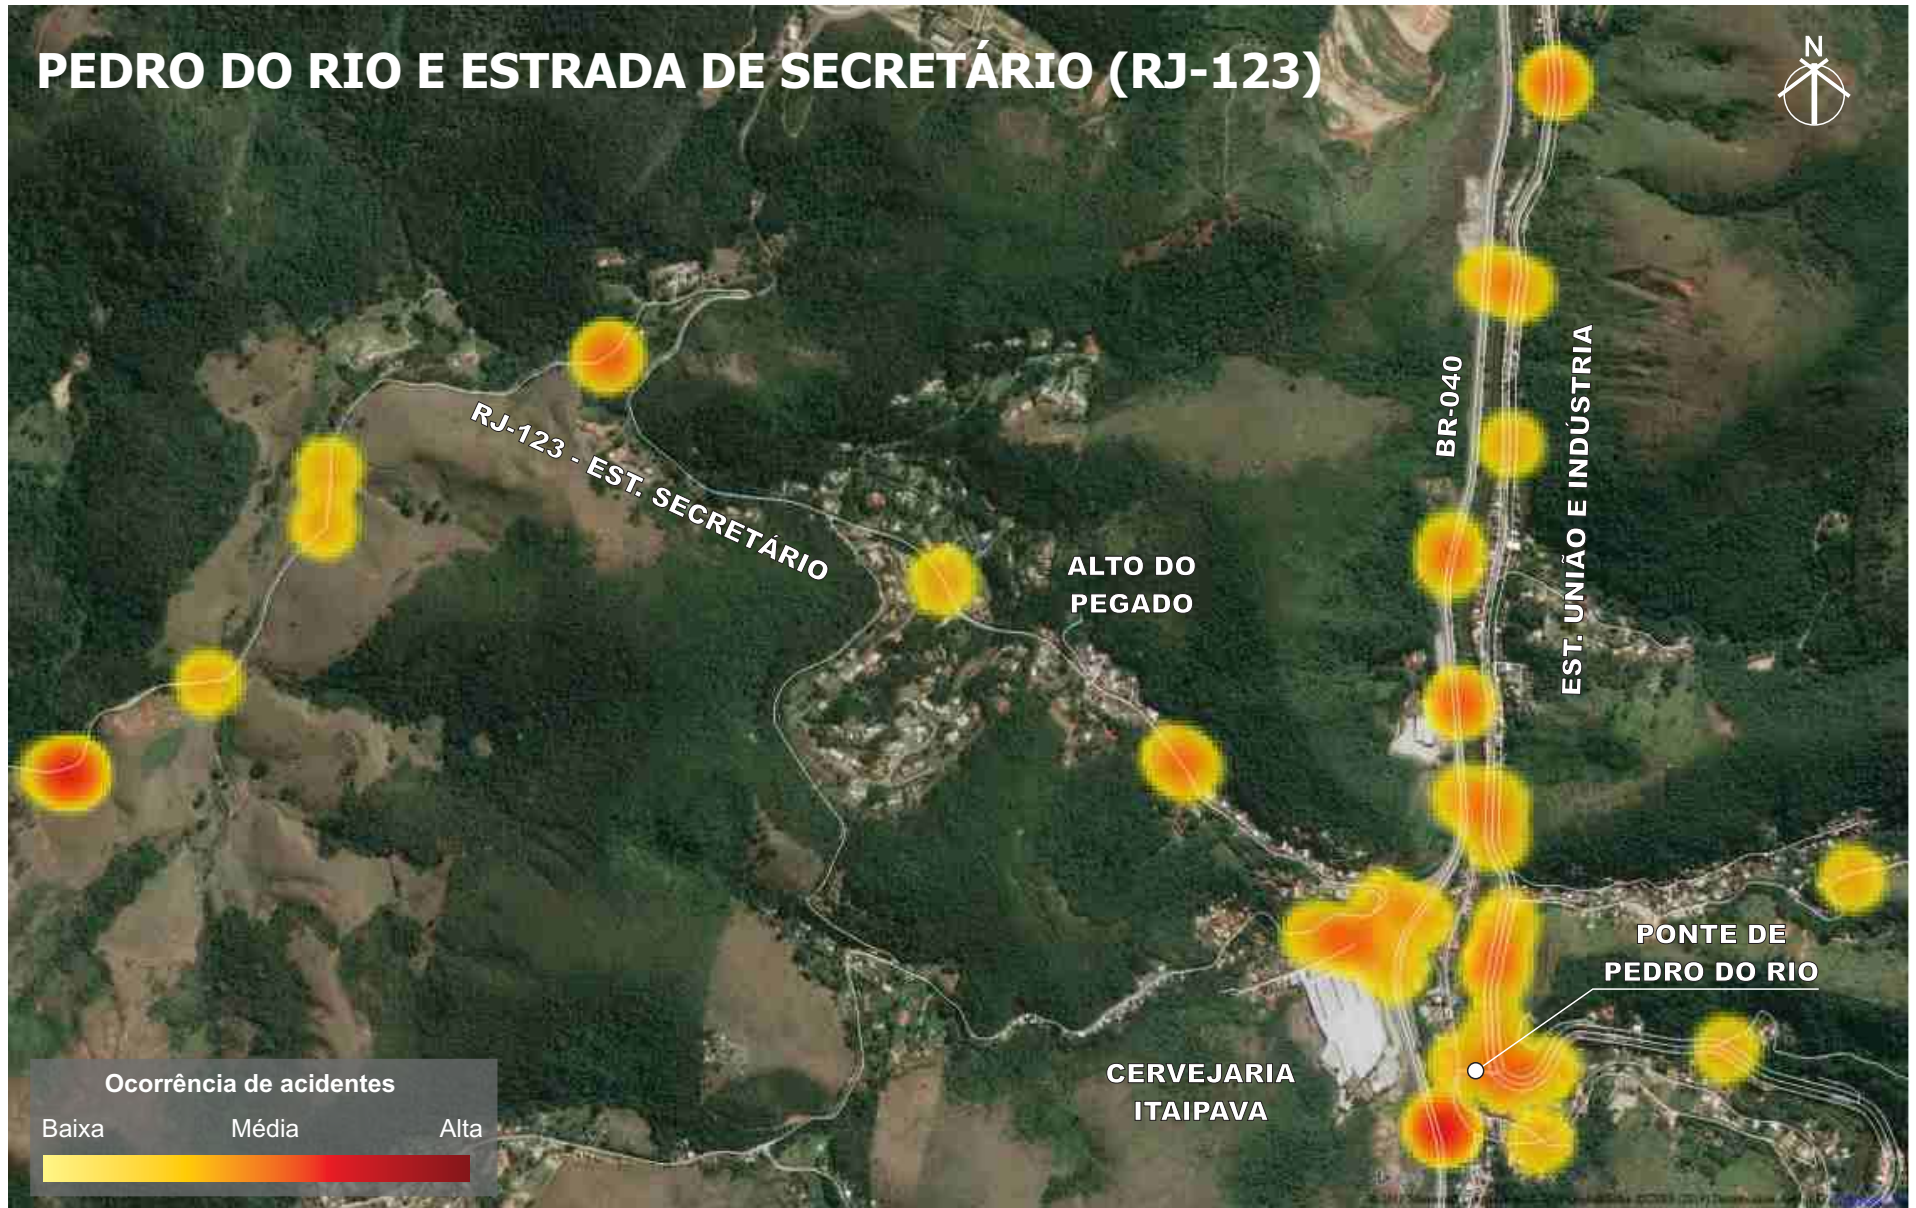 PEDRO DO RIO E ESTRADA DE SECRETÁRIO (RJ-123)
N
BR-040
EST. UNIÃO E INDÚSTRIA
RJ-123 - EST. SECRETÁRIO
ALTO DO
PEGADO
PONTE DE
PEDRO DO RIO
CERVEJARIA
ITAIPAVA
Ocorrência de acidentes
Baixa Média Alta